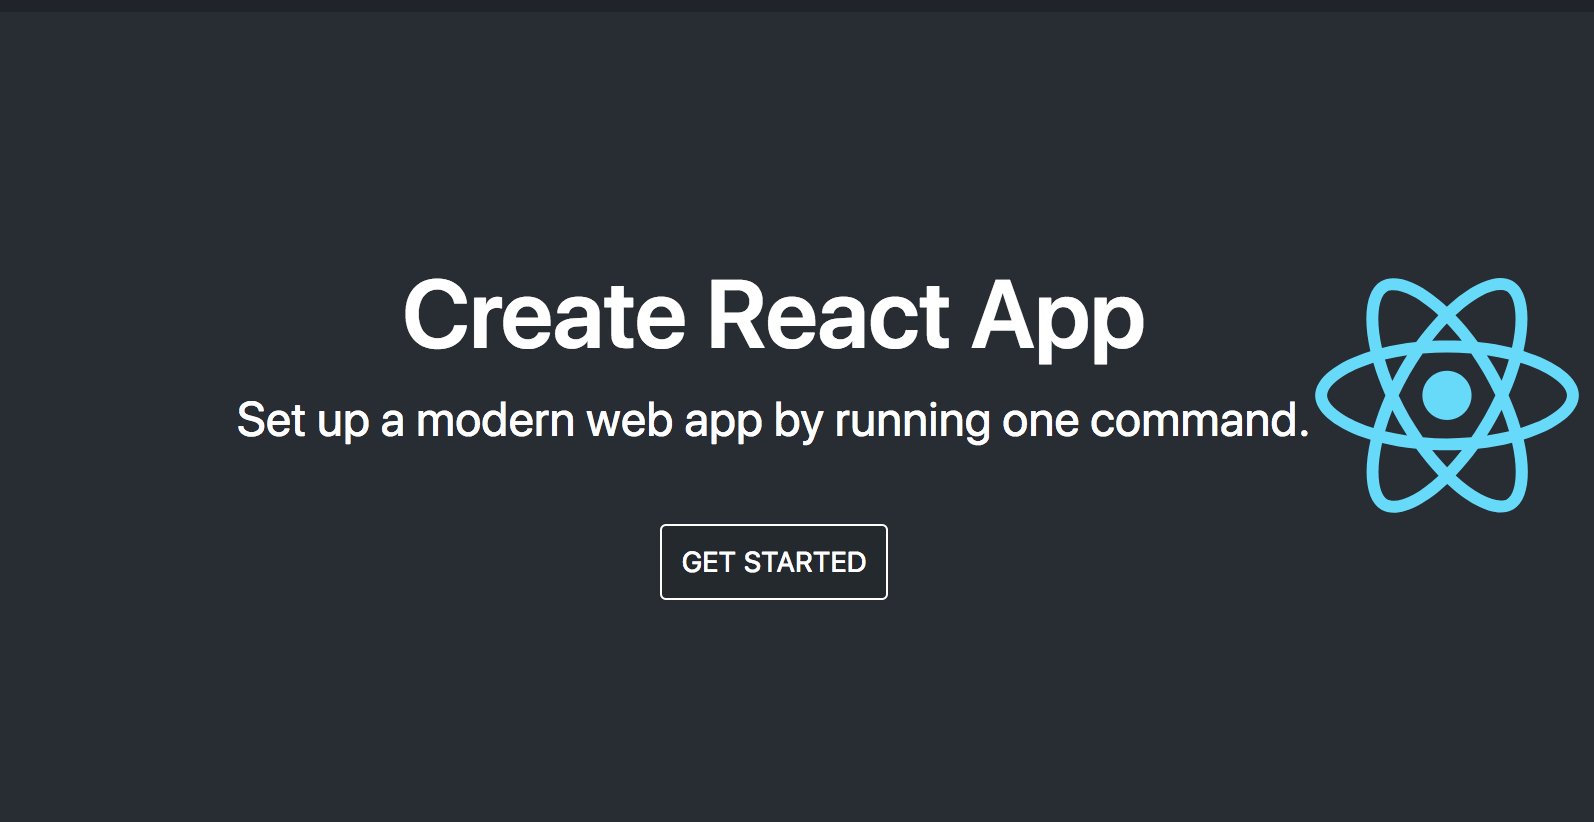 Create React App
Set up a modern web app by running one command.
GET STARTED